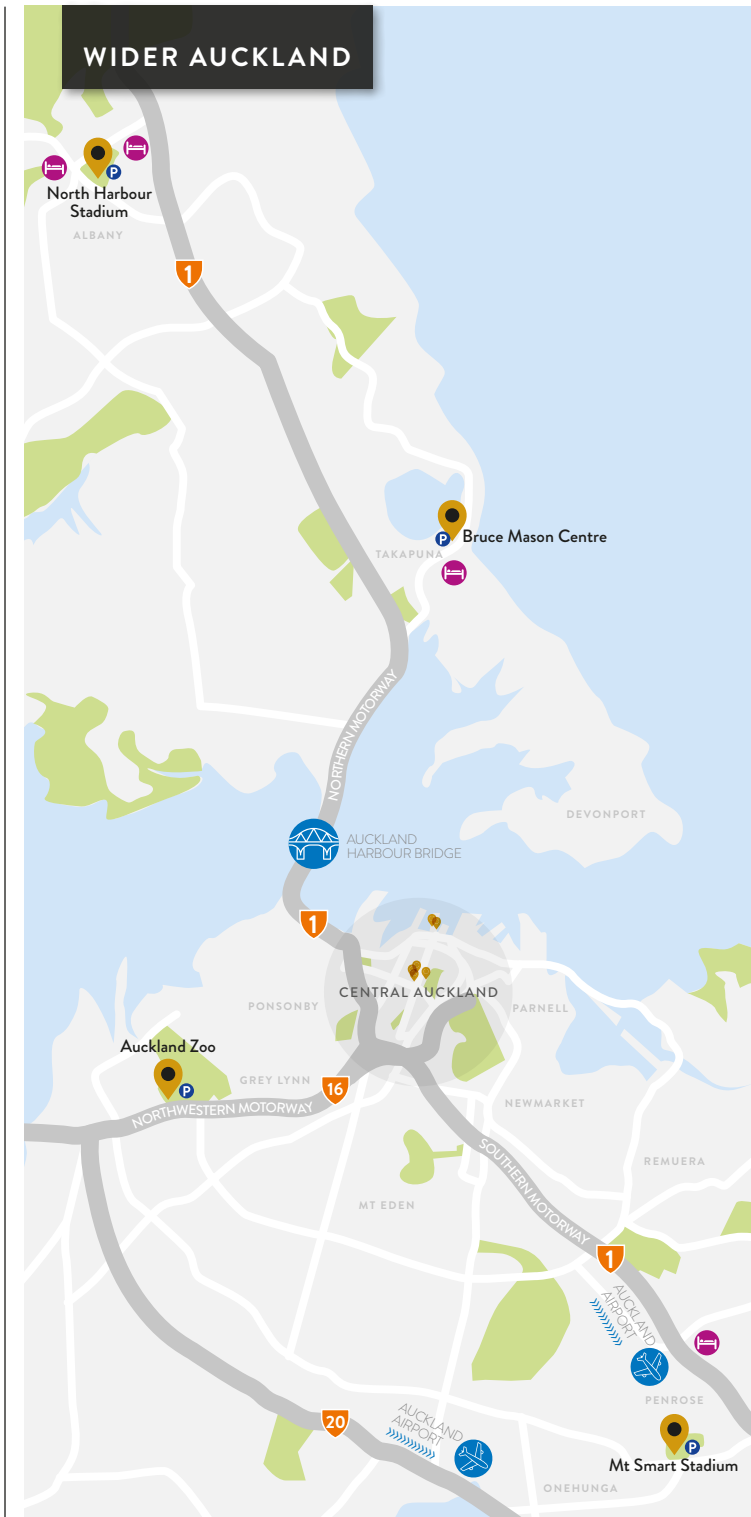 WIDER AUCKLAND
P
North Harbour
Stadium
ALBANY
1
P
Bruce Mason Centre
TAKAPUNA
NORTHERN MOTORWAY
DEVONPORT
AUCKLAND
HARBOUR BRIDGE
1
CENTRAL AUCKLAND
PONSONBY
PARNELL
Auckland Zoo
P
GREY LYNN
16
NORTHWESTERN MOTORWAY
NEWMARKET
SOUTHERN MOTORWAY
REMUERA
MT EDEN
1
AUCKLAND
AIRPORT
PENROSE
20
AUCKLAND
AIRPORT
P
Mt Smart Stadium
ONEHUNGA